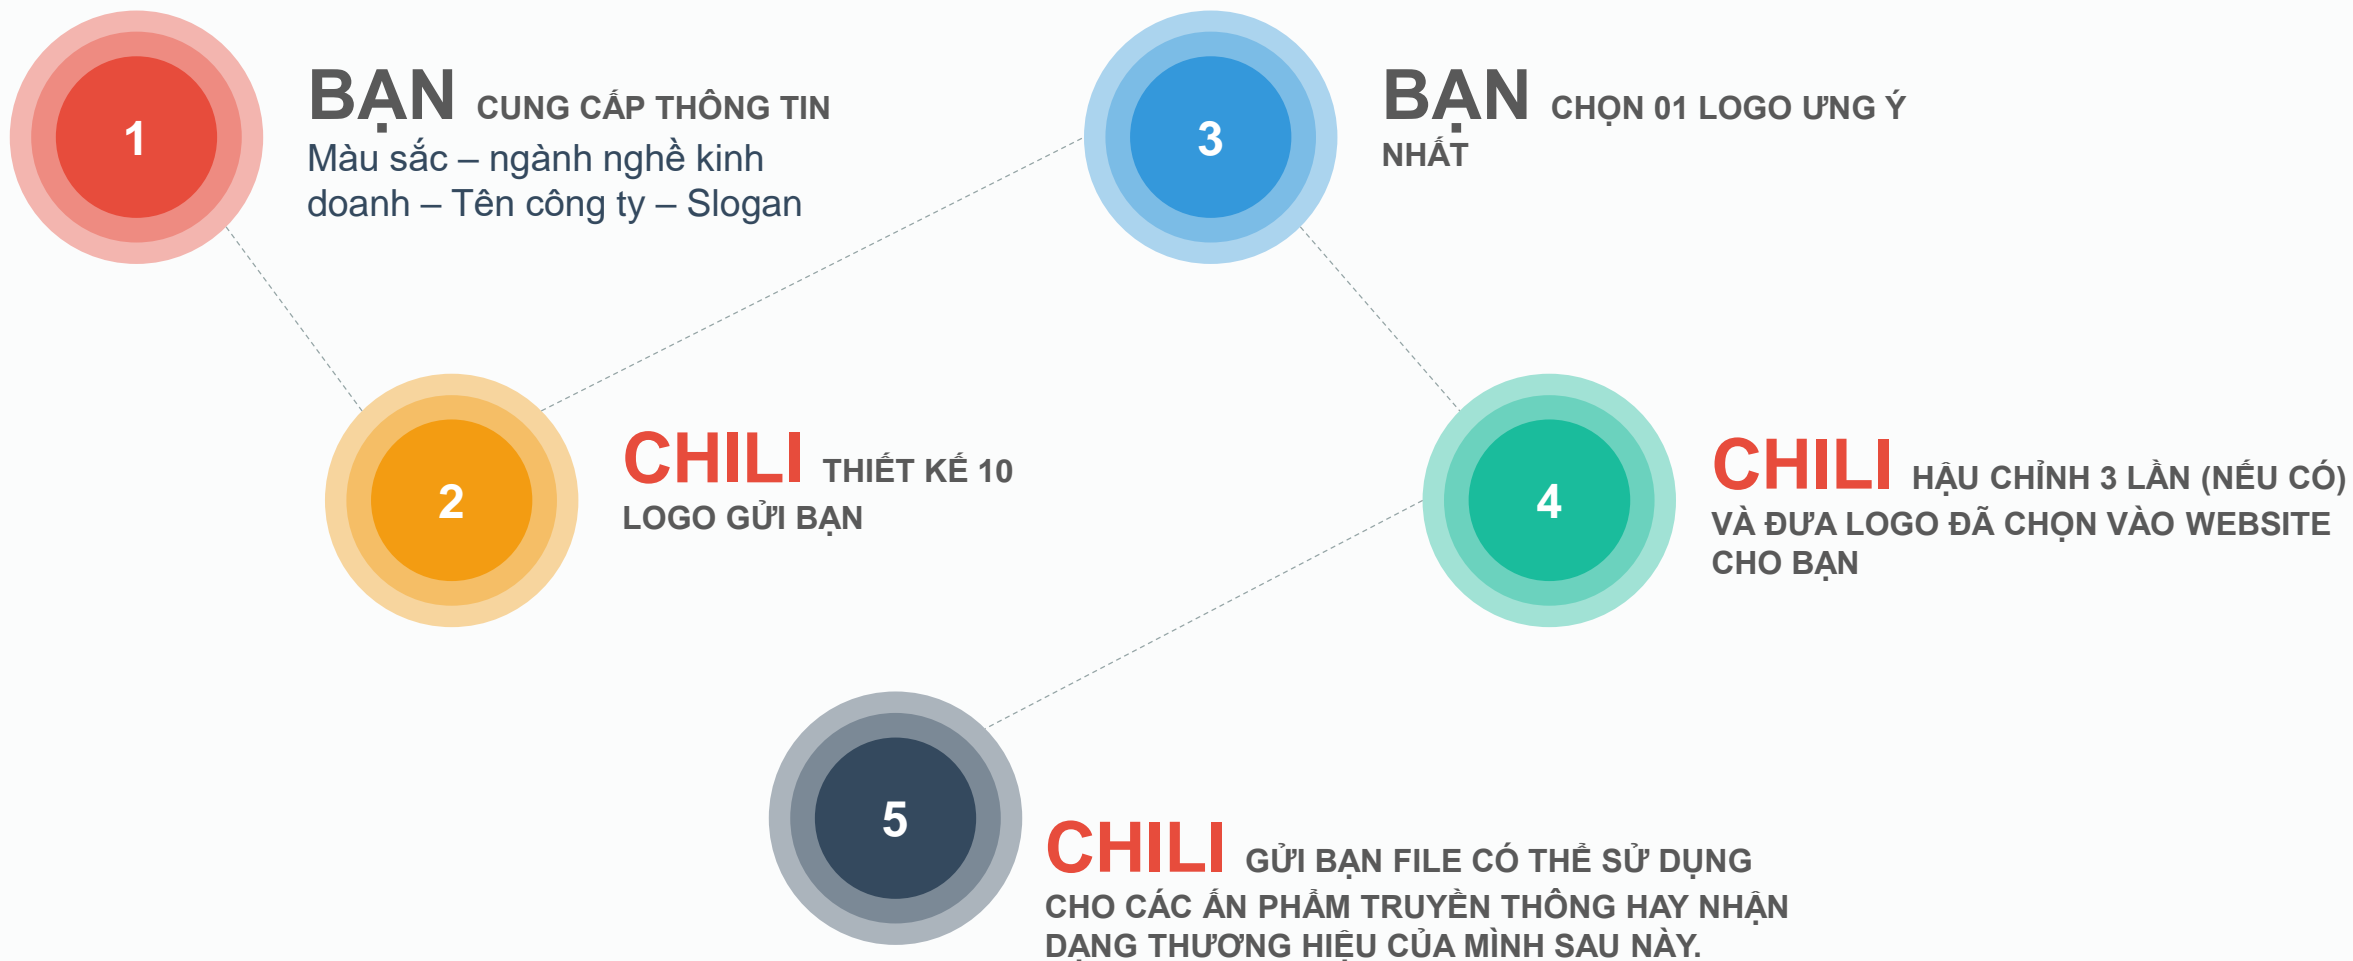 1
BẠN CUNG CẤP THÔNG TIN
Màu sắc – ngành nghề kinh
doanh – Tên công ty – Slogan
2
CHILI THIẾT KẾ 10
LOGO GỬI BẠN
3
BẠN CHỌN 01 LOGO ƯNG Ý
NHẤT
4
CHILI HẬU CHỈNH 3 LẦN (NẾU CÓ)
VÀ ĐƯA LOGO ĐÃ CHỌN VÀO WEBSITE
CHO BẠN
5
CHILI GỬI BẠN FILE CÓ THỂ SỬ DỤNG
CHO CÁC ẤN PHẨM TRUYỀN THÔNG HAY NHẬN
DẠNG THƯƠNG HIỆU CỦA MÌNH SAU NÀY.